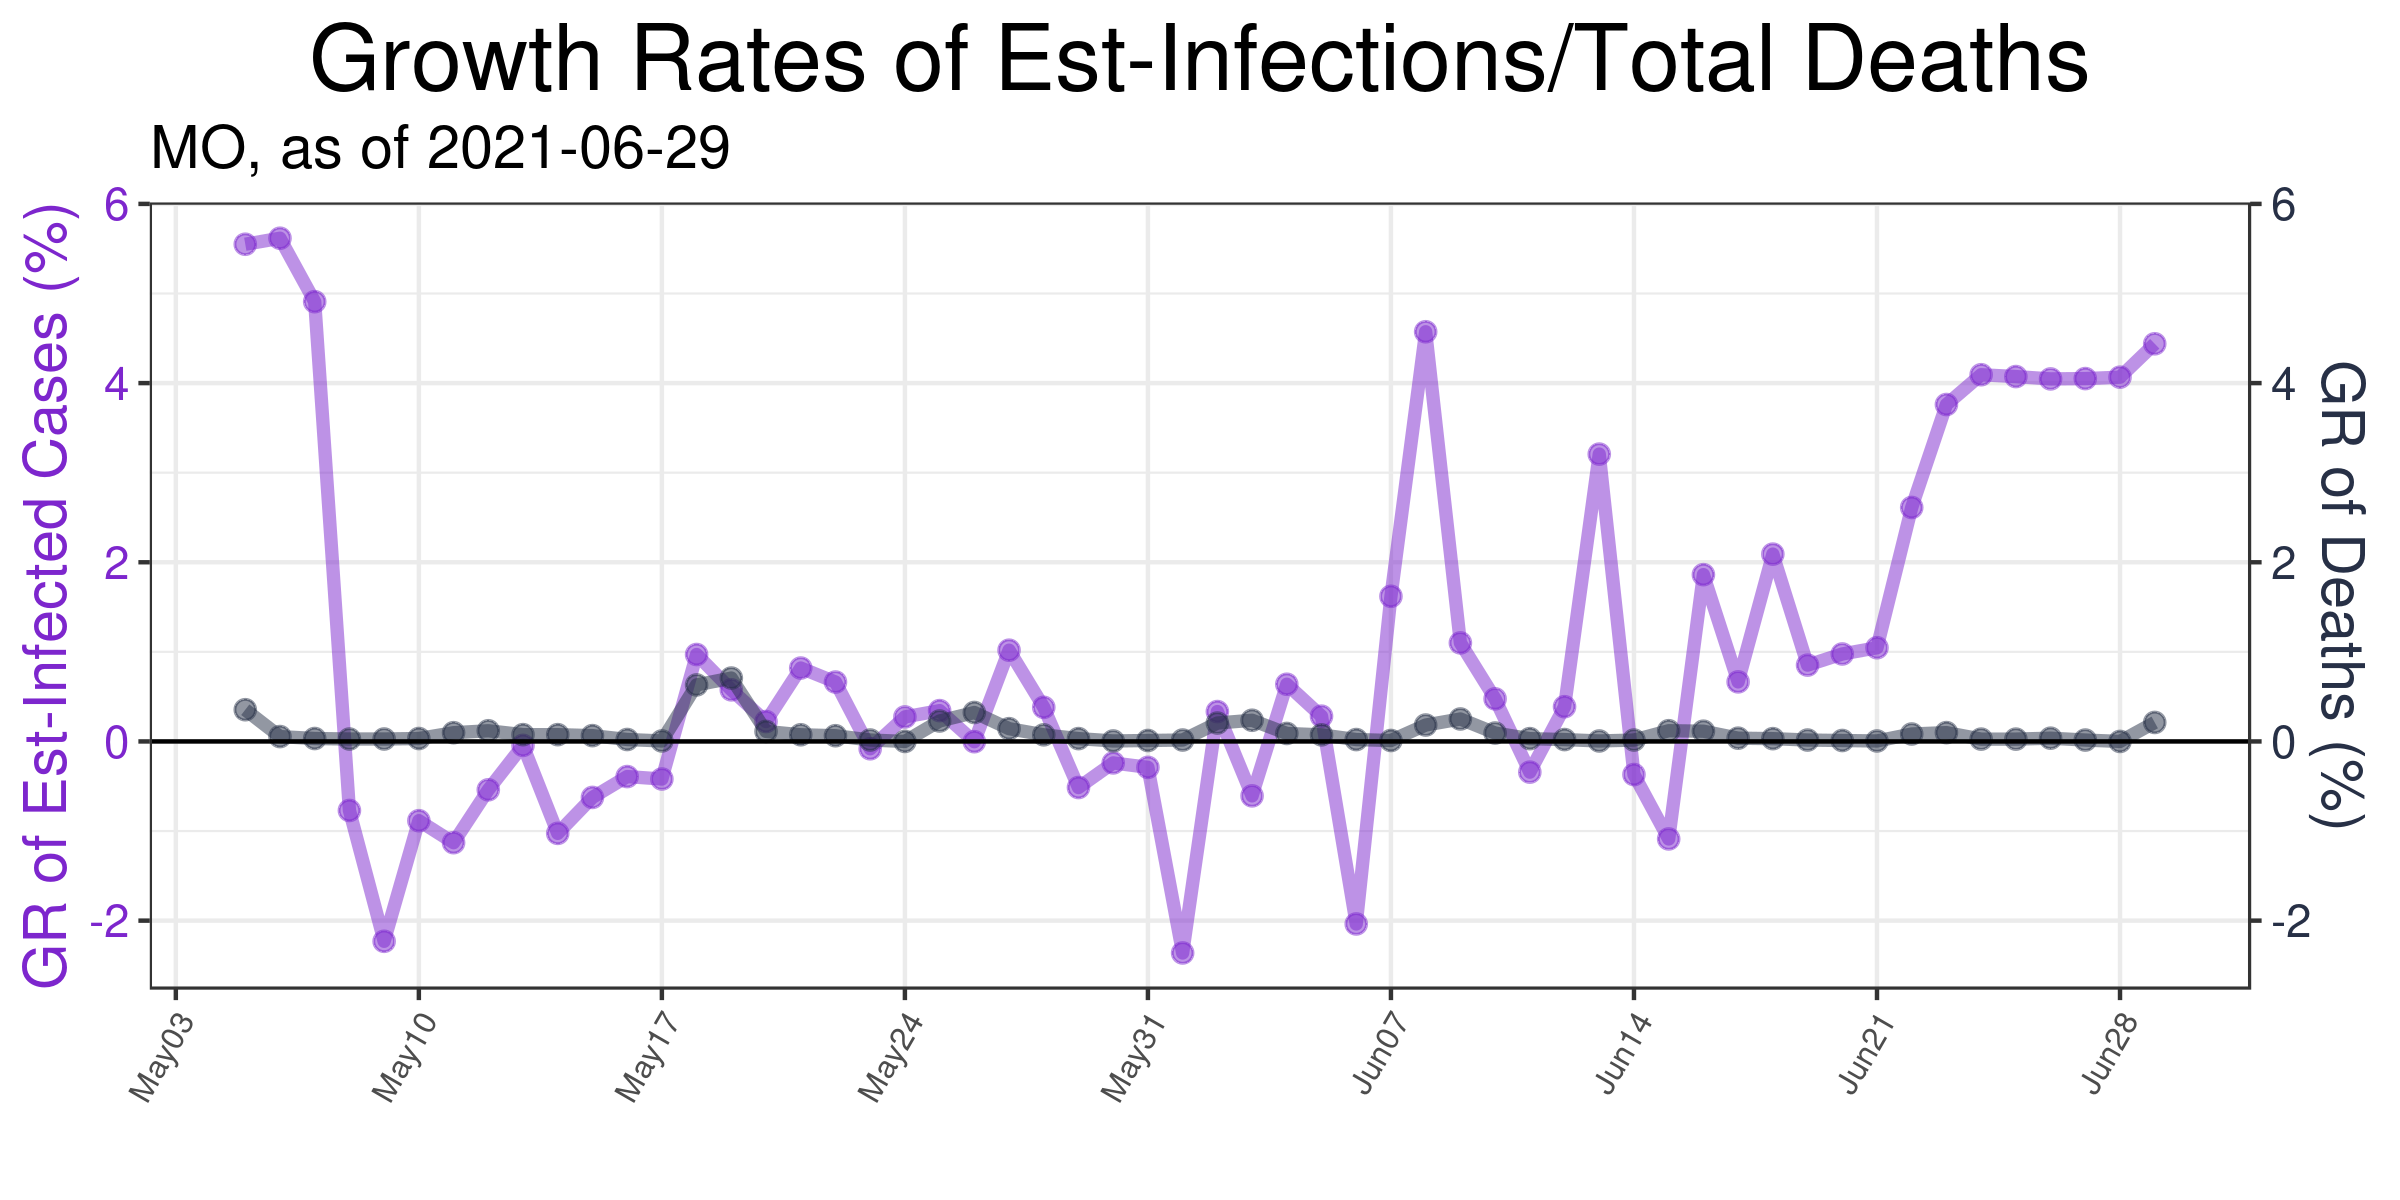 Growth Rates of Est-Infections/Total Deaths
MO, as of 2021-06-29
GR of Est-Infected Cases (%)
6
4
2
0
-2
6
4
2
0
-2
GR of Deaths (%)
May03
May10
May17
May24
May31
Jun07
Jun14
Jun21
Jun28